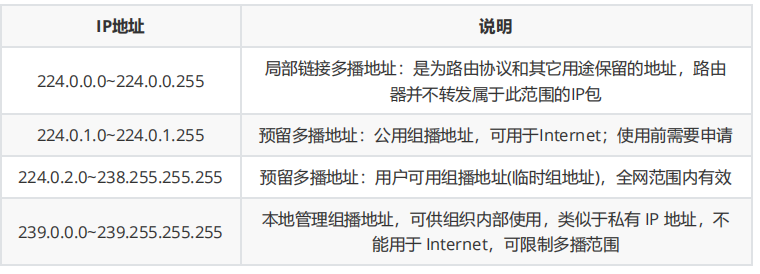 IP地址 说明
224.0.0.0~224.0.0.255 局部链接多播地址：是为路由协议和其它用途保留的地址，路由
器并不转发属于此范围的IP包
224.0.1.0~224.0.1.255 预留多播地址：公用组播地址，可用于Internet；使用前需要申请
224.0.2.0~238.255.255.255 预留多播地址：用户可用组播地址(临时组地址)，全网范围内有效
239.0.0.0~239.255.255.255 本地管理组播地址，可供组织内部使用，类似于私有 IP 地址，不
能用于 Internet，可限制多播范围